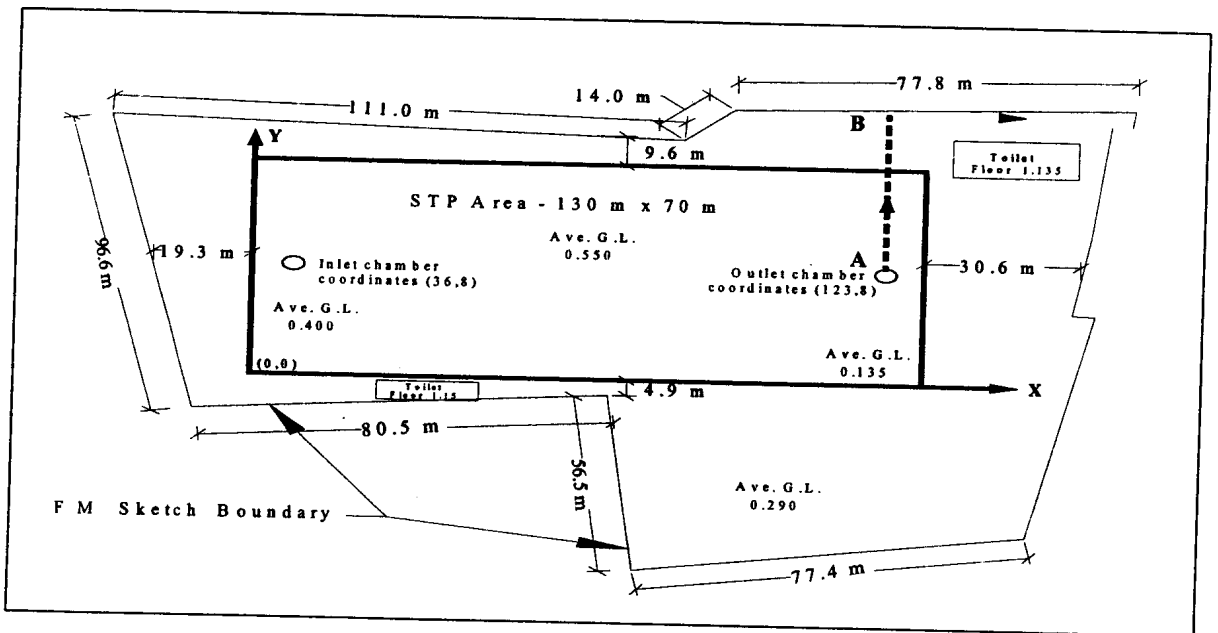 77.8 m
14.0 m
111.0 m
B
Y
9.6 m
Toilet
Floor 1.135
STP Area - 130 m x 70 m
Ave. G.L.
0.550
96.6 m
19.3 m
Inlet chamber
coordinates (36,8)
A
Outlet chamber
coordinates (123,8)
30.6 m
Ave. G.L.
0.400
Ave. G.L.
0.135
(0,0)
Toilet
Floor 1.15
4.9 m
X
80.5 m
56.5 m
Ave. G.L.
0.290
FM Sketch Boundary
77.4 m